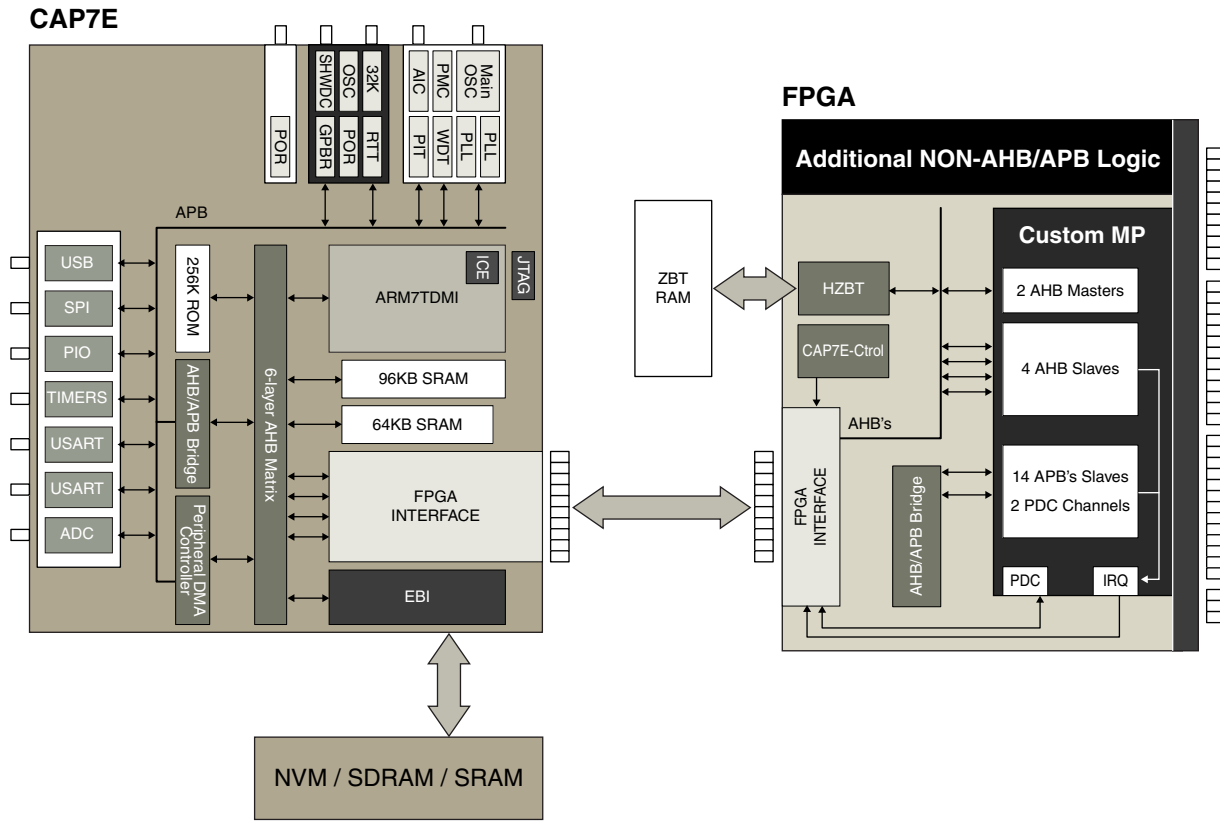 CAP7E
POR
SHWDC
OSC
32K
GPBR
POR
RTT
AIC
PMC
Main
OSC
PIT
WDT
PLL
PLL
APB
USB
SPI
PIO
TIMERS
USART
USART
ADC
256K ROM
AHB/APB Bridge
Peripheral DMA
Controller
6-layer AHB Matrix
ICE
JTAG
ARM7TDMI
96KB SRAM
64KB SRAM
FPGA
INTERFACE
EBI
NVM / SDRAM / SRAM
FPGA
Additional NON-AHB/APB Logic
ZBT
RAM
HZBT
CAP7E-Ctrol
FPGA
INTERFACE
AHB's
AHB/APB Bridge
Custom MP
2 AHB Masters
4 AHB Slaves
14 APB's Slaves
2 PDC Channels
PDC
IRQ